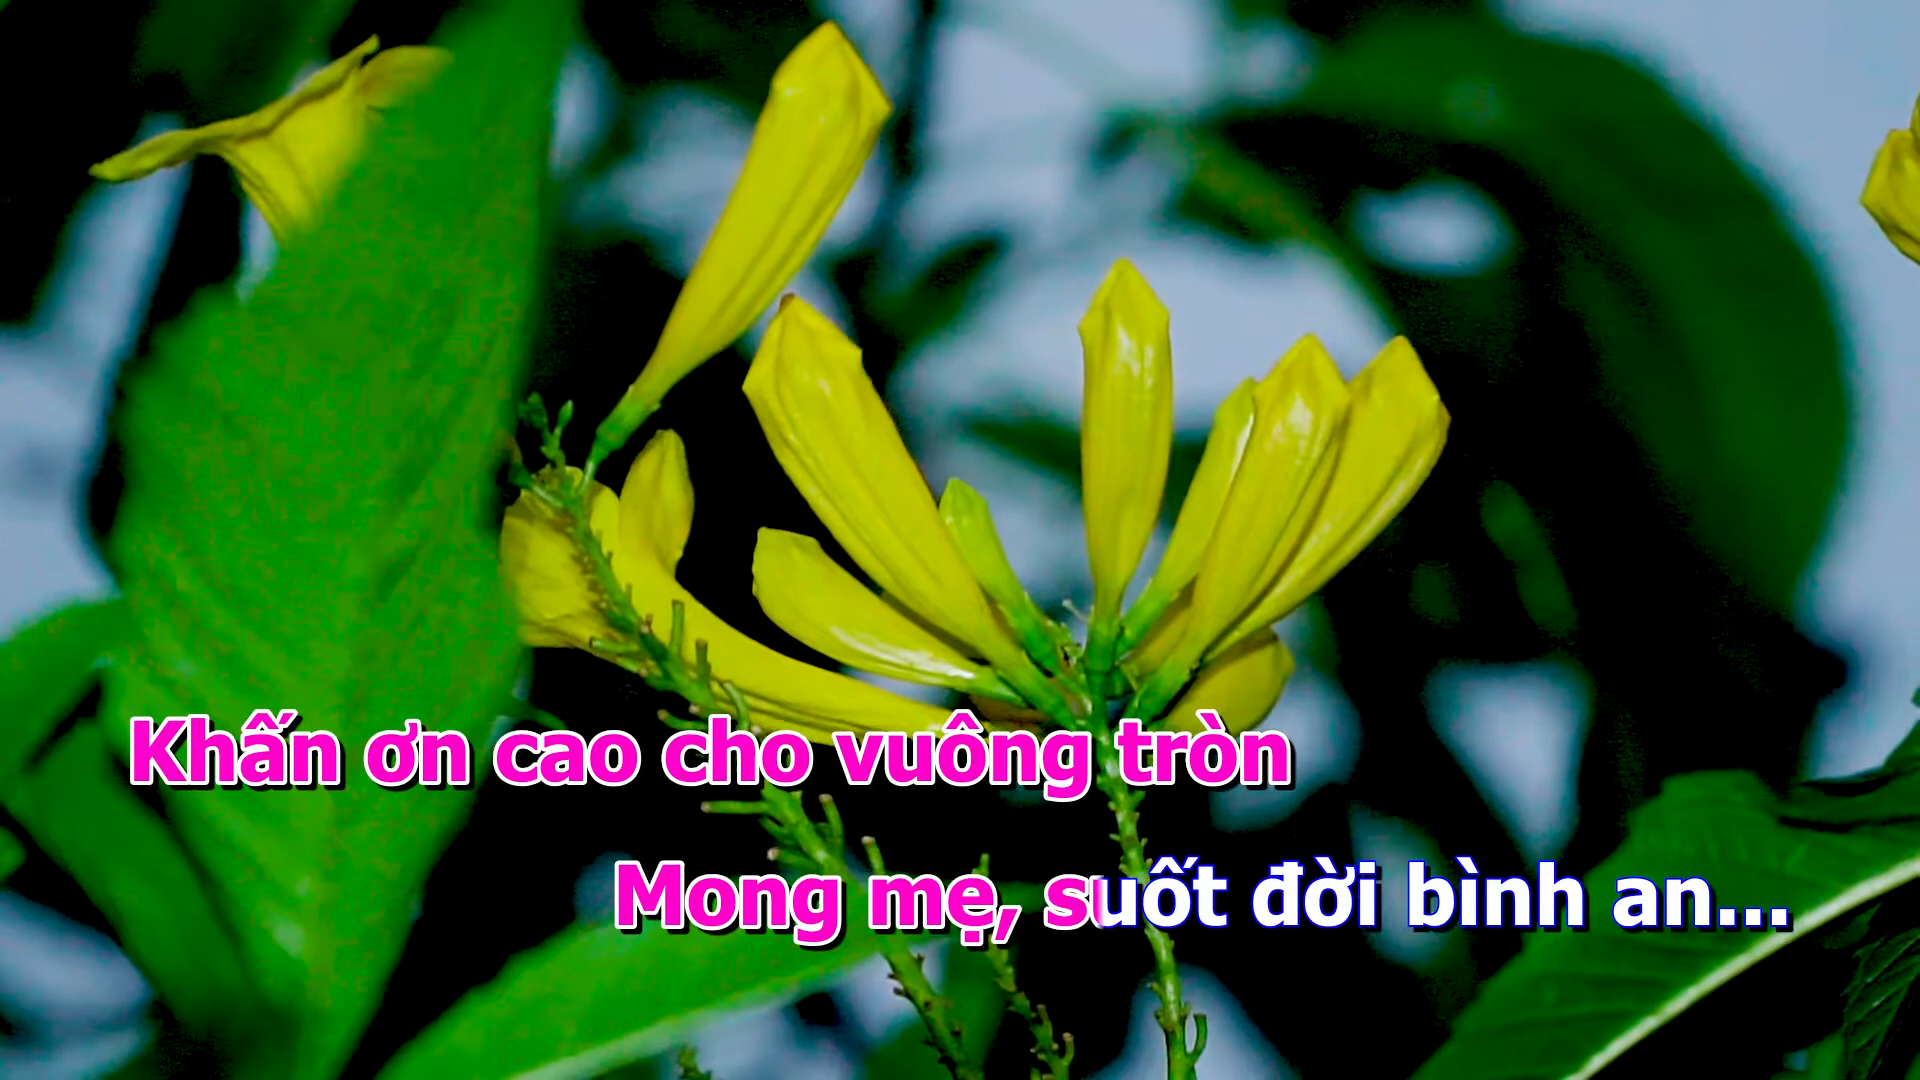 Khấn ơn cao cho vuông tròn
Mong mẹ, suốt đời bình an...